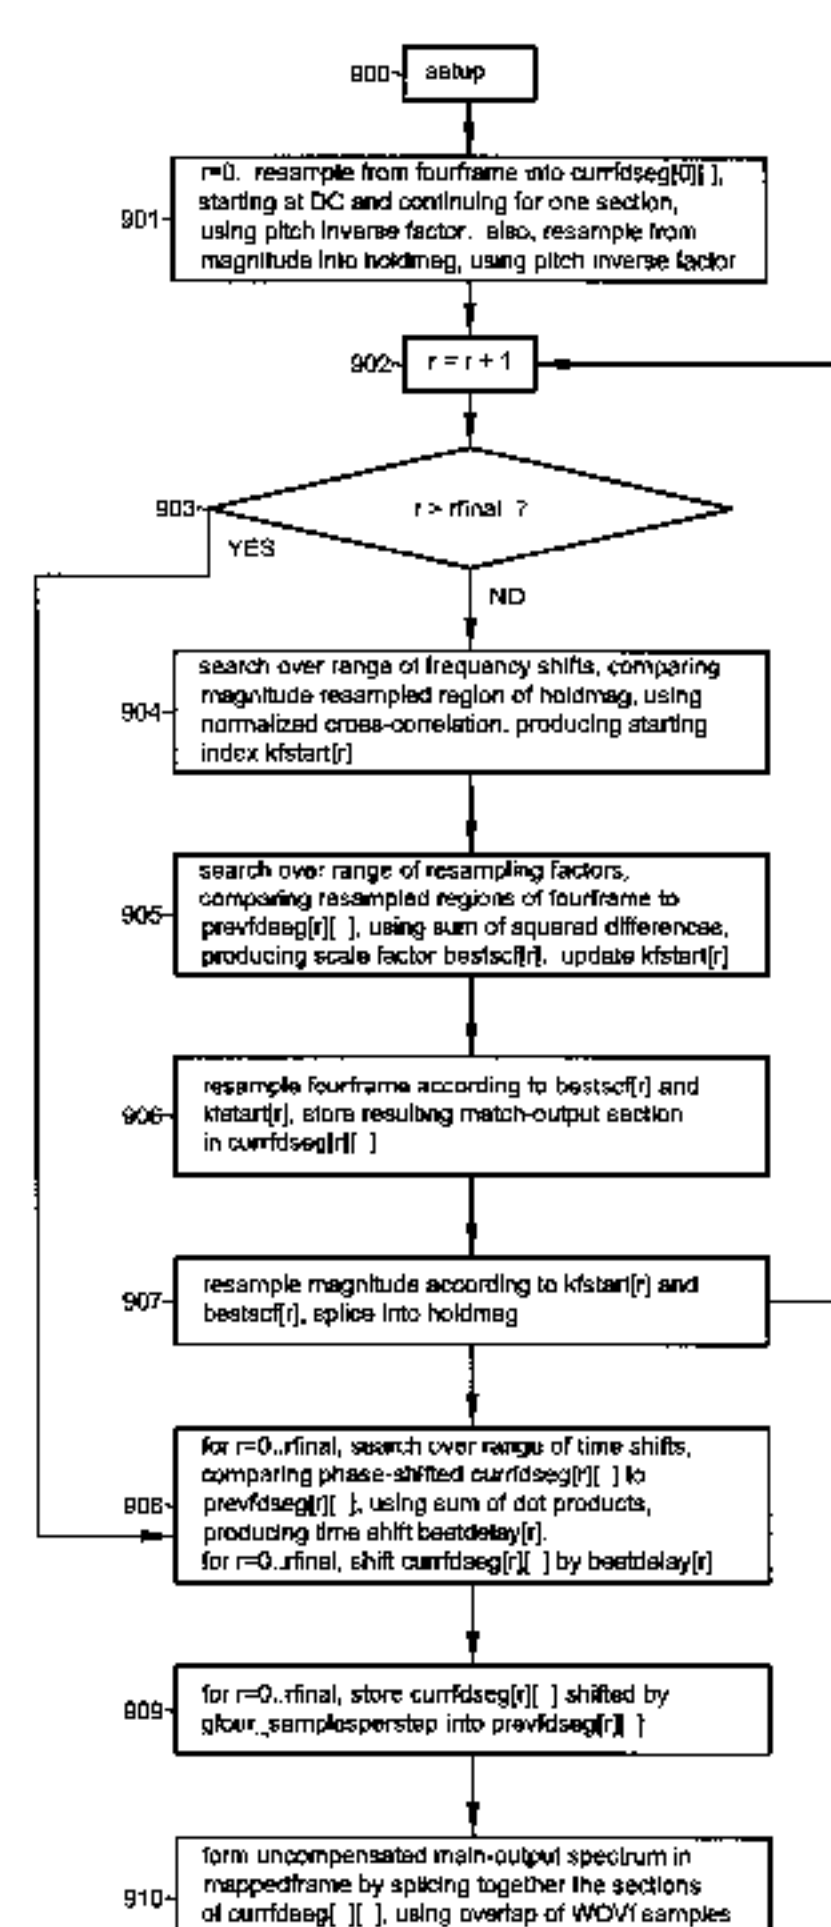 900 setup
901
r=0. resample from fourframe into currfdseg[0][ ],
starting at DC and continuing for one section,
using pitch inverse factor. also, resample from
magnitude into holdmag, using pitch inverse factor
902 r = r + 1
903 r > rfinal ?
YES
NO
904
search over range of frequency shifts, comparing
magnitude resampled region of holdmag, using
normalized cross-correlation. producing starting
index kfstart[r]
905
search over range of resampling factors,
comparing resampled regions of fourframe to
prevfdseg[r][ ], using sum of squared differences,
producing scale factor bestscf[r]. update kfstart[r]
906
resample fourframe according to bestscf[r] and
kfstart[r], store resulting match-output section
in currfdseg[r][ ]
907
resample magnitude according to kfstart[r] and
bestscf[r], splice into holdmag
908
for r=0..rfinal, search over range of time shifts,
comparing phase-shifted currfdseg[r][ ] to
prevfdseg[r][ ], using sum of dot products,
producing time shift bestdelay[r].
for r=0..rfinal, shift currfdseg[r][ ] by bestdelay[r]
909
for r=0..rfinal, store currfdseg[r][ ] shifted by
gfour_samplesperstep into prevfdseg[r][ ]
910
form uncompensated main-output spectrum in
mappedframe by splicing together the sections
of currfdseg[ ][ ], using overlap of WOVf samples